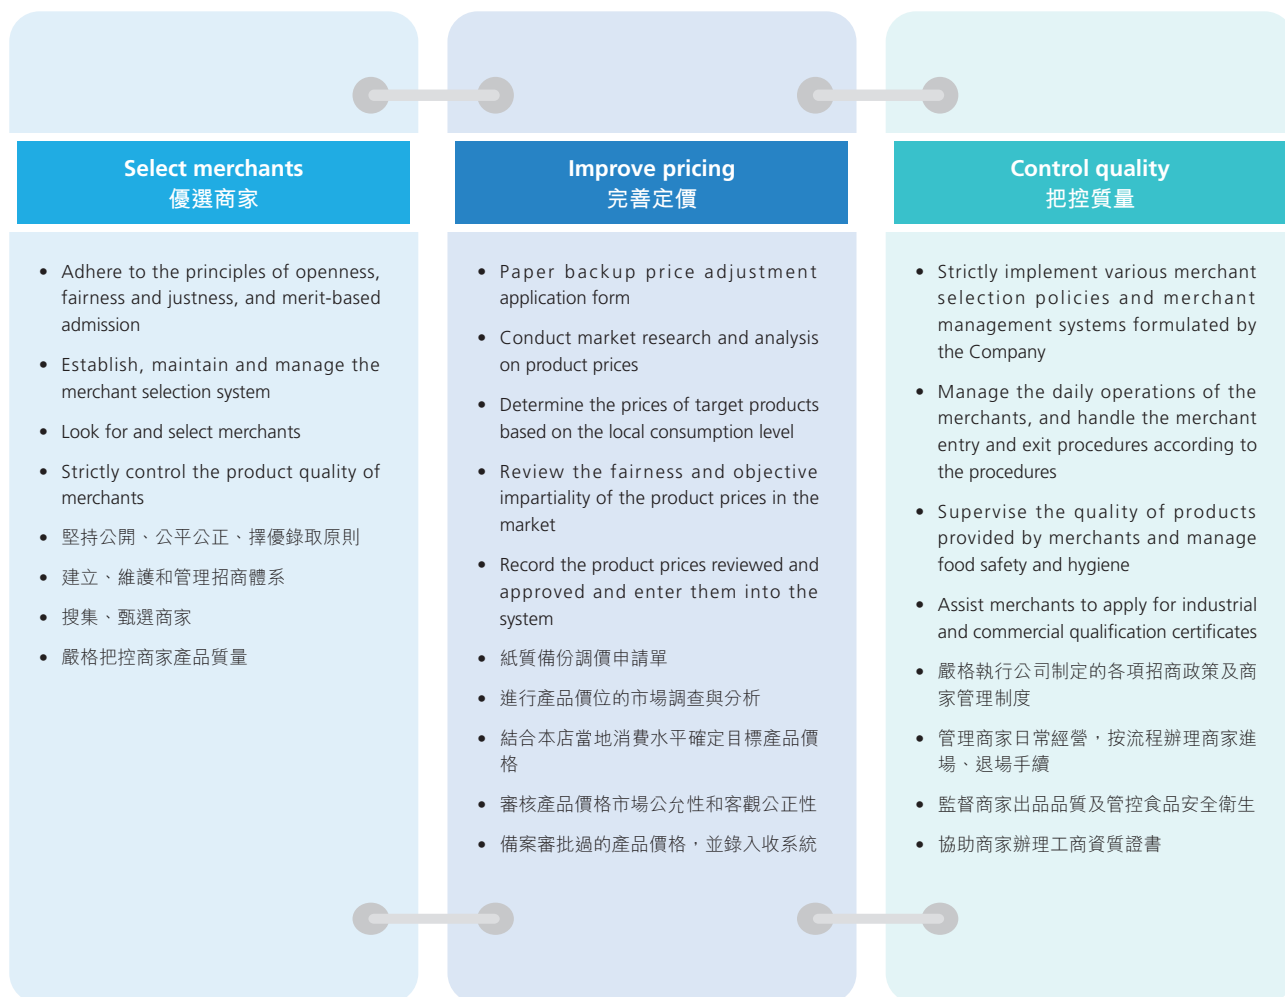 Select merchants
優選商家
• Adhere to the principles of openness,
fairness and justness, and merit-based
admission
• Establish, maintain and manage the
merchant selection system
• Look for and select merchants
• Strictly control the product quality of
merchants
• 堅持公開、公平公正、擇優錄取原則
• 建立、維護和管理招商體系
• 搜集、甄選商家
• 嚴格把控商家產品質量
Improve pricing
完善定價
• Paper backup price adjustment
application form
• Conduct market research and analysis
on product prices
• Determine the prices of target products
based on the local consumption level
• Review the fairness and objective
impartiality of the product prices in the
market
• Record the product prices reviewed and
approved and enter them into the
system
• 紙質備份調價申請單
• 進行產品價位的市場調查與分析
• 結合本店當地消費水平確定目標產品價
格
• 審核產品價格市場公允性和客觀公正性
• 備案審批過的產品價格，並錄入收系統
Control quality
把控質量
• Strictly implement various merchant
selection policies and merchant
management systems formulated by
the Company
• Manage the daily operations of the
merchants, and handle the merchant
entry and exit procedures according to
the procedures
• Supervise the quality of products
provided by merchants and manage
food safety and hygiene
• Assist merchants to apply for industrial
and commercial qualification certificates
• 嚴格執行公司制定的各項招商政策及商
家管理制度
• 管理商家日常經營，按流程辦理商家進
場、退場手續
• 監督商家出品品質及管控食品安全衛生
• 協助商家辦理工商資質證書